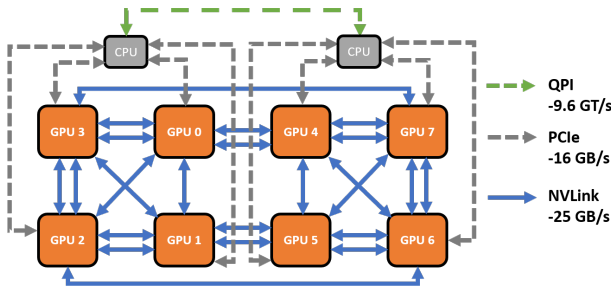 CPU
CPU
GPU 3
GPU 0
GPU 4
GPU 7
GPU 2
GPU 1
GPU 5
GPU 6
QPI
-9.6 GT/s
PCIe
-16 GB/s
NVLink
-25 GB/s